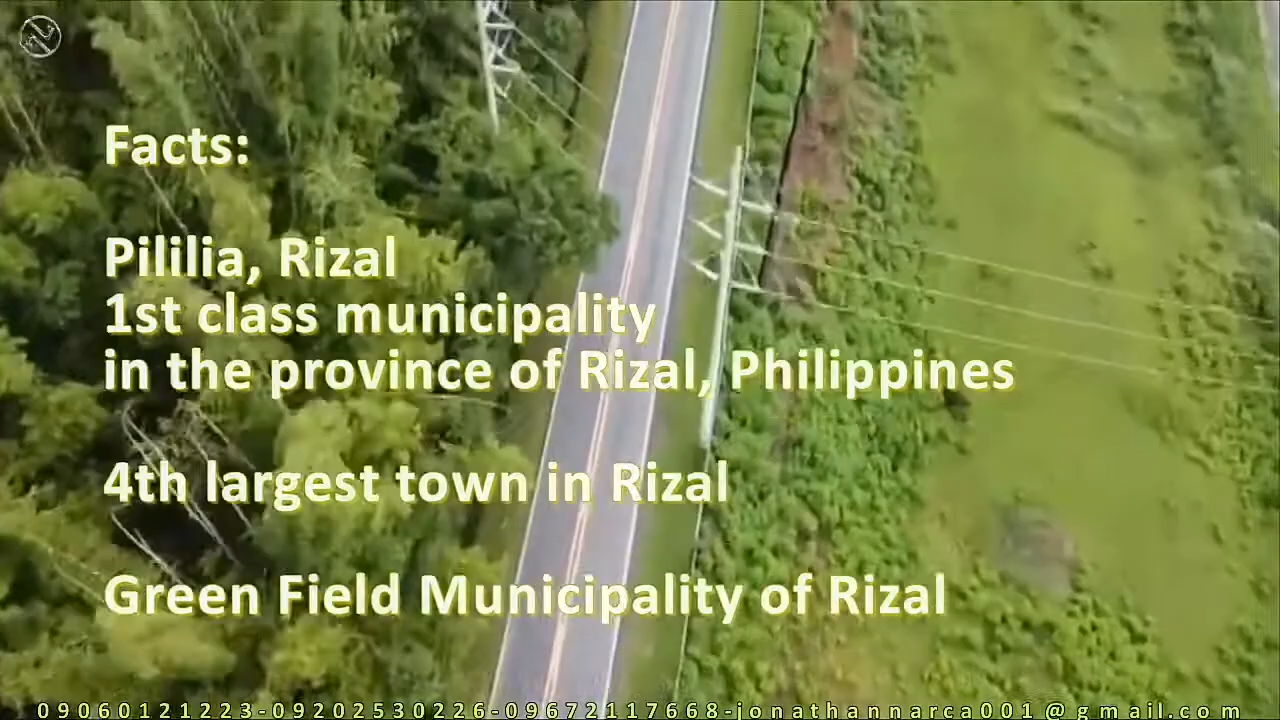 Facts:
Pililia, Rizal
1st class municipality
in the province of Rizal, Philippines
4th largest town in Rizal
Green Field Municipality of Rizal
09060121223-09202530226-09672117668-jonathannarca001@gmail.com